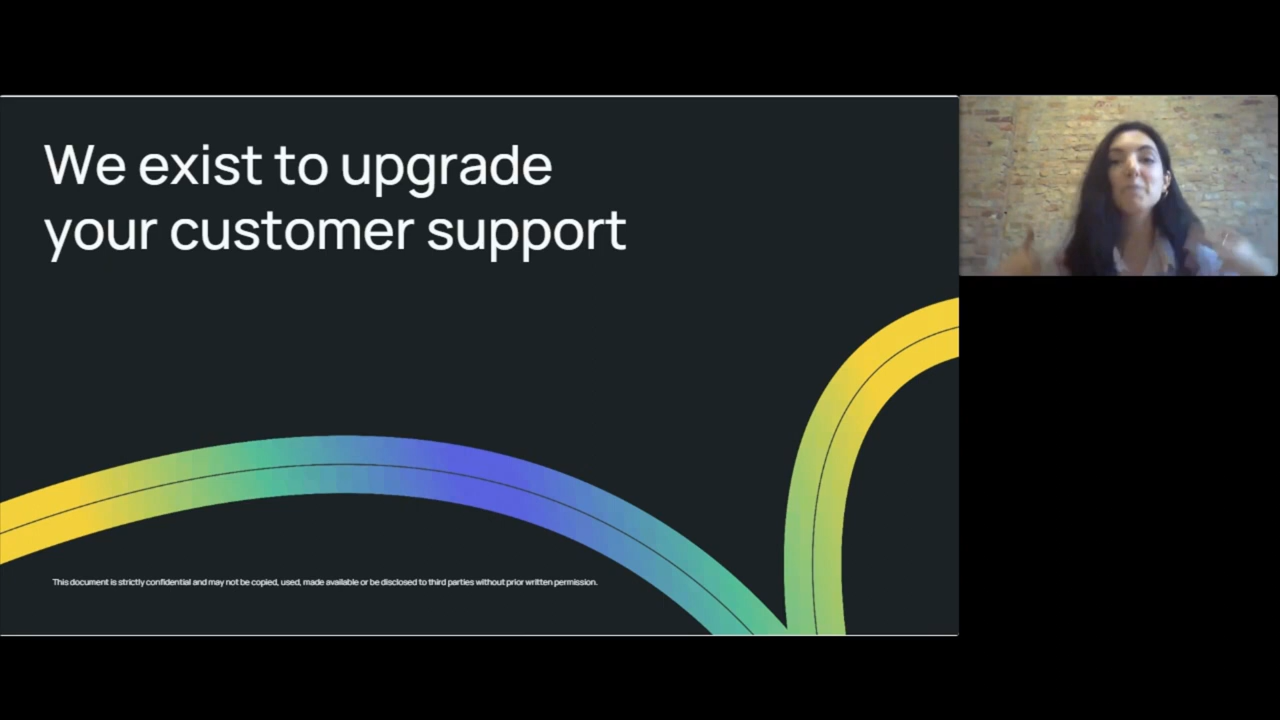 We exist to upgrade
your customer support
This document is strictly confidential and may not be copied, used, made available or be disclosed to third parties without prior written permission.